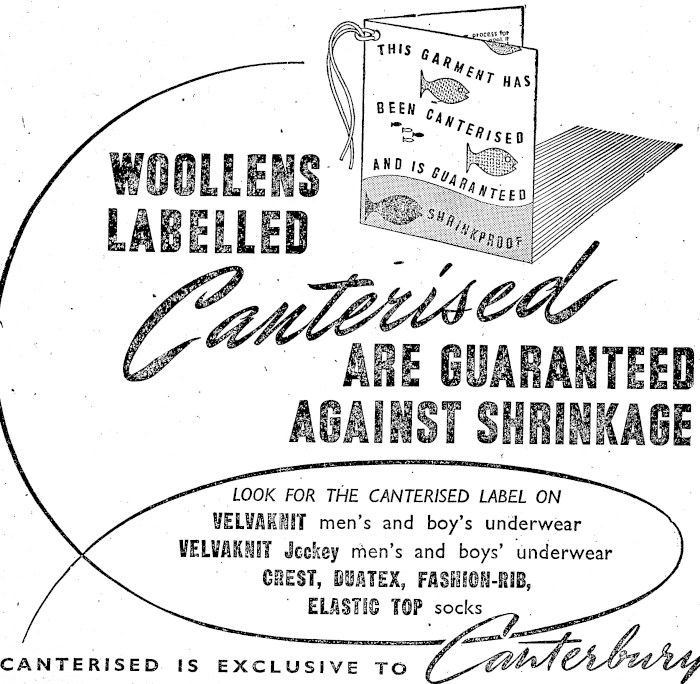 PROCESS FOR
THIS GARMENT HAS
BEEN CANTERISED
AND IS GUARANTEED
SHRINKPROOF
WOOLLENS
LABELLED
Canterised
ARE GUARANTEED
AGAINST SHRINKAGE
LOOK FOR THE CANTERISED LABEL ON
VELVAKNIT men's and boy's underwear
VELVAKNIT Jockey men's and boys' underwear
CREST, DUATEX, FASHION-RIB,
ELASTIC TOP socks
CANTERISED IS EXCLUSIVE TO Canterbury